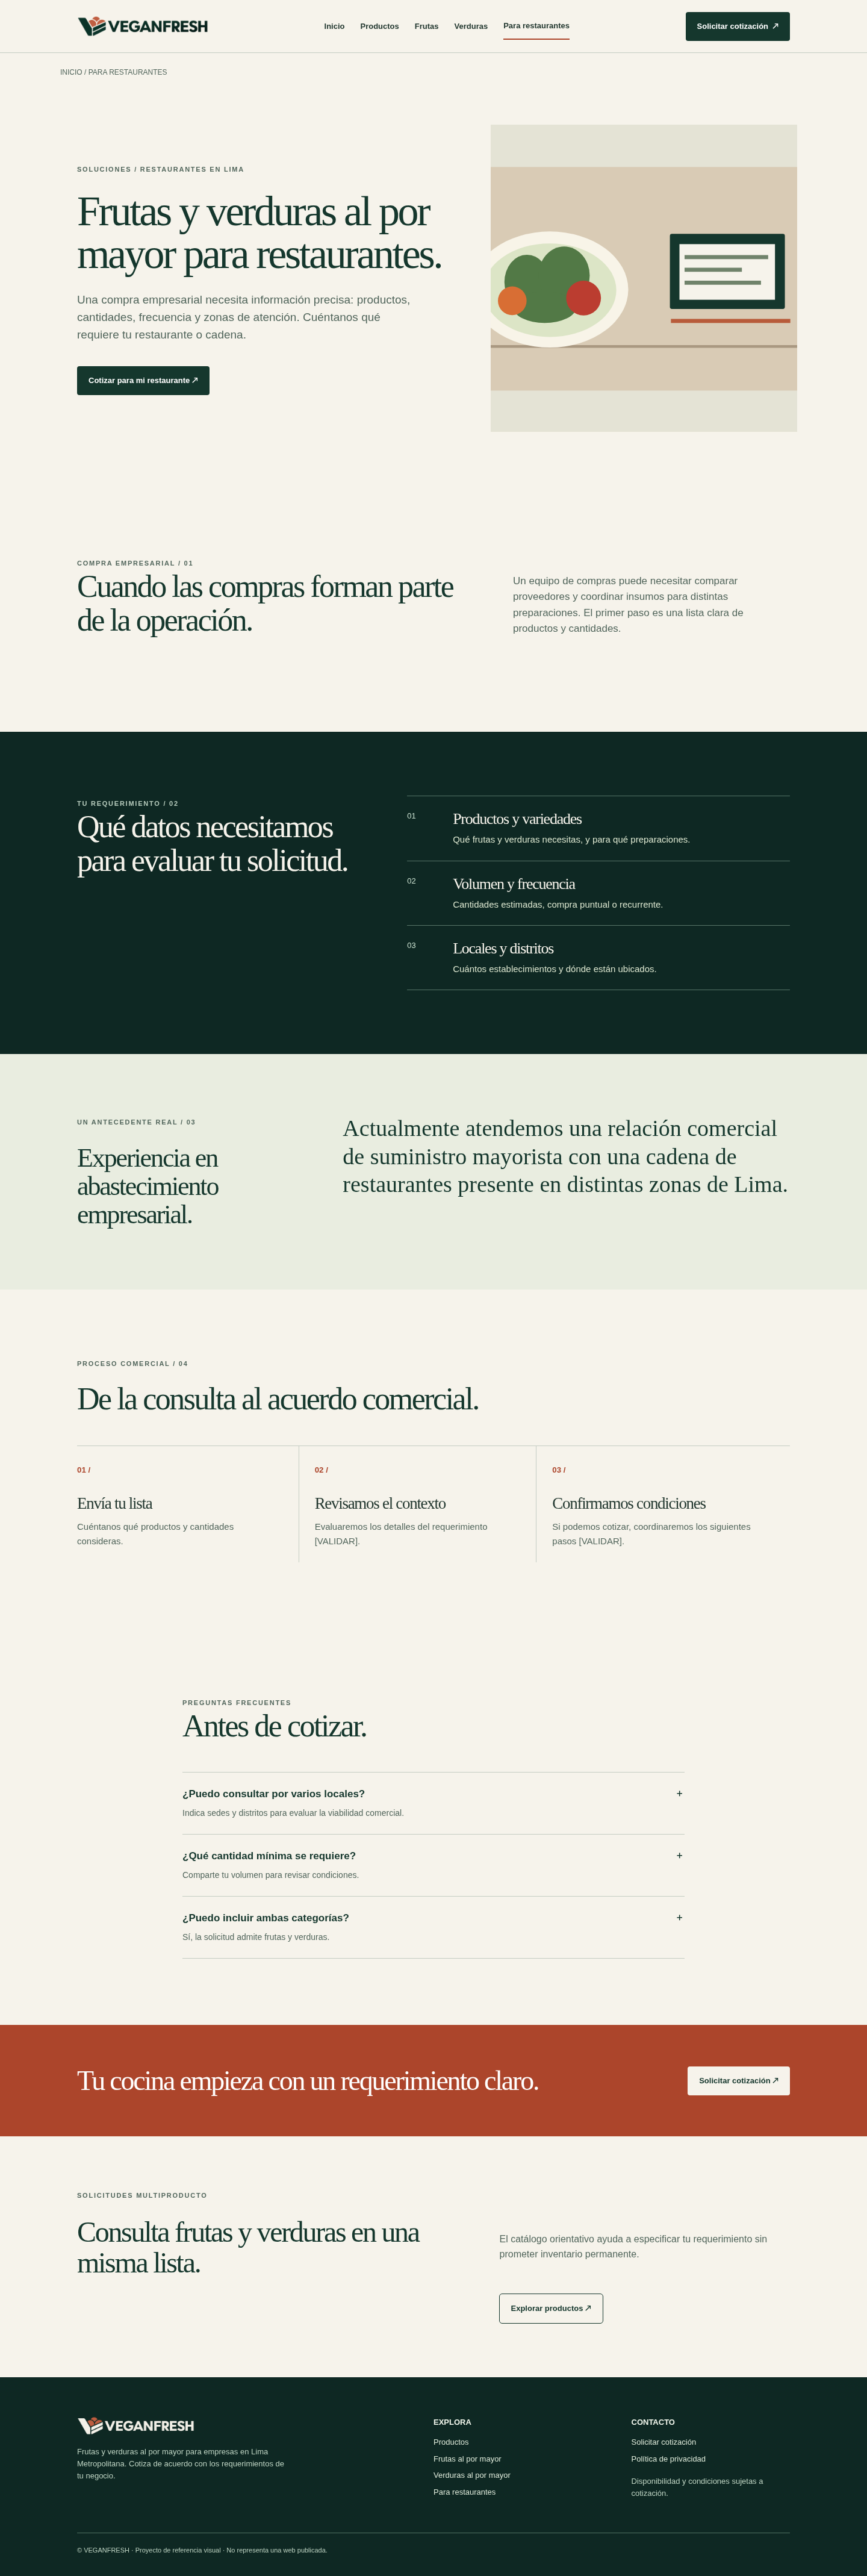 VEGANFRESH
Inicio
Productos
Frutas
Verduras
Para restaurantes
Solicitar cotización ↗
INICIO / PARA RESTAURANTES
SOLUCIONES / RESTAURANTES EN LIMA
Frutas y verduras al por
mayor para restaurantes.
Una compra empresarial necesita información precisa: productos,
cantidades, frecuencia y zonas de atención. Cuéntanos qué
requiere tu restaurante o cadena.
Cotizar para mi restaurante ↗
COMPRA EMPRESARIAL / 01
Cuando las compras forman parte
de la operación.
Un equipo de compras puede necesitar comparar
proveedores y coordinar insumos para distintas
preparaciones. El primer paso es una lista clara de
productos y cantidades.
TU REQUERIMIENTO / 02
Qué datos necesitamos
para evaluar tu solicitud.
01
Productos y variedades
Qué frutas y verduras necesitas, y para qué preparaciones.
02
Volumen y frecuencia
Cantidades estimadas, compra puntual o recurrente.
03
Locales y distritos
Cuántos establecimientos y dónde están ubicados.
UN ANTECEDENTE REAL / 03
Experiencia en
abastecimiento
empresarial.
Actualmente atendemos una relación comercial
de suministro mayorista con una cadena de
restaurantes presente en distintas zonas de Lima.
PROCESO COMERCIAL / 04
De la consulta al acuerdo comercial.
01 /
Envía tu lista
Cuéntanos qué productos y cantidades
consideras.
02 /
Revisamos el contexto
Evaluaremos los detalles del requerimiento
[VALIDAR].
03 /
Confirmamos condiciones
Si podemos cotizar, coordinaremos los siguientes
pasos [VALIDAR].
PREGUNTAS FRECUENTES
Antes de cotizar.
¿Puedo consultar por varios locales? +
Indica sedes y distritos para evaluar la viabilidad comercial.
¿Qué cantidad mínima se requiere? +
Comparte tu volumen para revisar condiciones.
¿Puedo incluir ambas categorías? +
Sí, la solicitud admite frutas y verduras.
Tu cocina empieza con un requerimiento claro.
Solicitar cotización ↗
SOLICITUDES MULTIPRODUCTO
Consulta frutas y verduras en una
misma lista.
El catálogo orientativo ayuda a especificar tu requerimiento sin
prometer inventario permanente.
Explorar productos ↗
VEGANFRESH
Frutas y verduras al por mayor para empresas en Lima
Metropolitana. Cotiza de acuerdo con los requerimientos de
tu negocio.
EXPLORA
Productos
Frutas al por mayor
Verduras al por mayor
Para restaurantes
CONTACTO
Solicitar cotización
Política de privacidad
Disponibilidad y condiciones sujetas a
cotización.
© VEGANFRESH · Proyecto de referencia visual · No representa una web publicada.